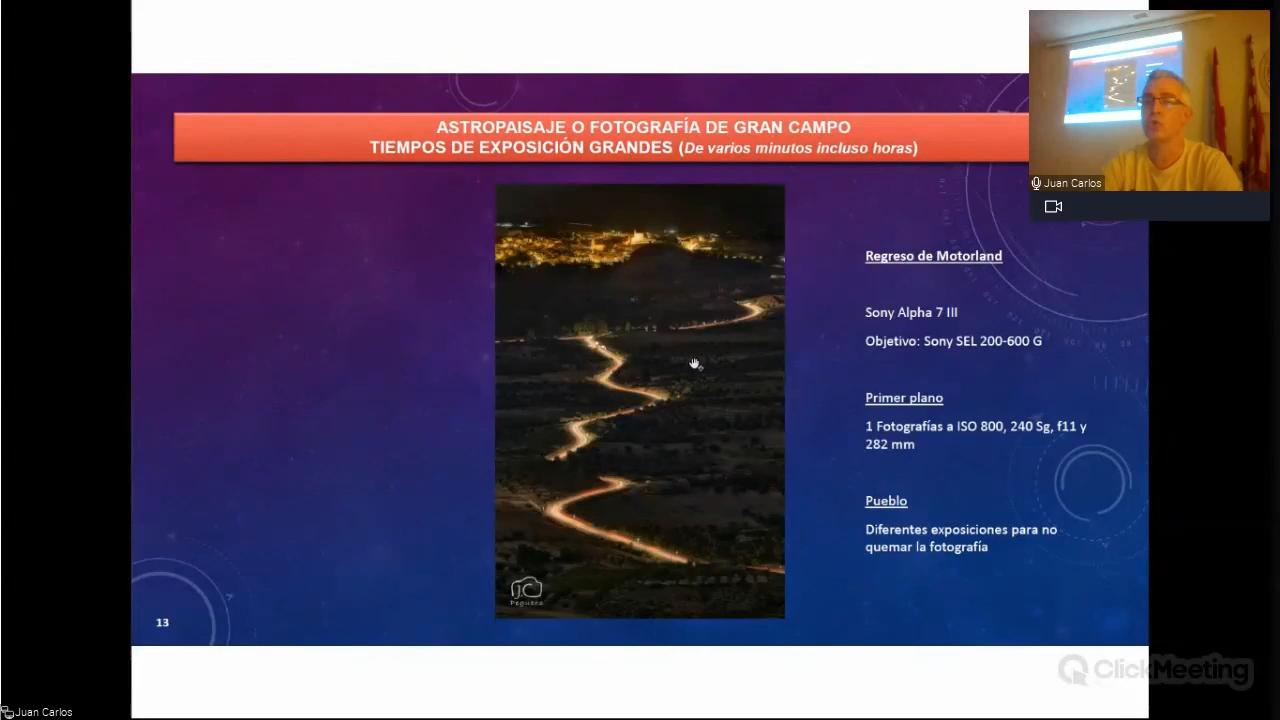 ASTROPAISAJE O FOTOGRAFÍA DE GRAN CAMPO
TIEMPOS DE EXPOSICIÓN GRANDES (De varios minutos incluso horas)
Juan Carlos
Regreso de Motorland
Sony Alpha 7 III
Objetivo: Sony SEL 200-600 G
Primer plano
1 Fotografías a ISO 800, 240 Sg, f11 y
282 mm
Pueblo
Diferentes exposiciones para no
quemar la fotografía
JC
Peguero
13
ClickMeeting
Juan Carlos